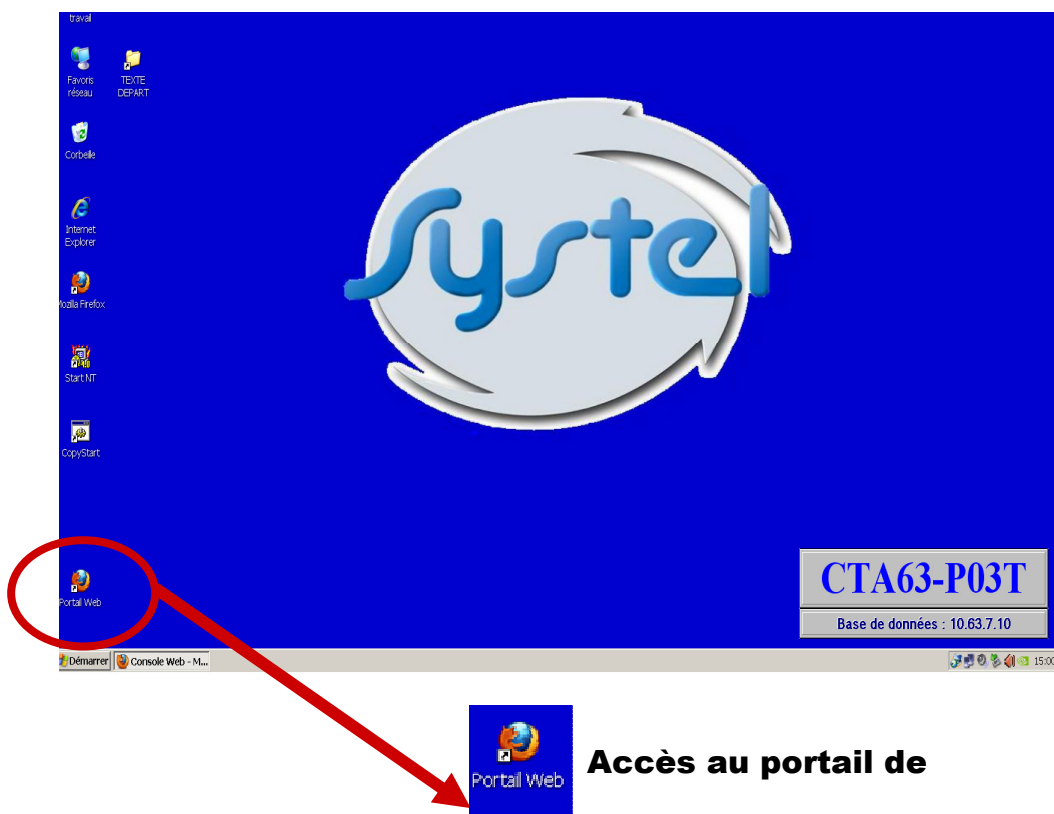 travail
Favoris
réseau
TEXTE
DEPART
Corbeille
Internet
Explorer
Mozilla Firefox
Start NT
CopyStart
Portail Web
Systel
CTA63-P03T
Base de données : 10.63.7.10
Démarrer
Console Web - M...
15:00
Portail Web
Accès au portail de